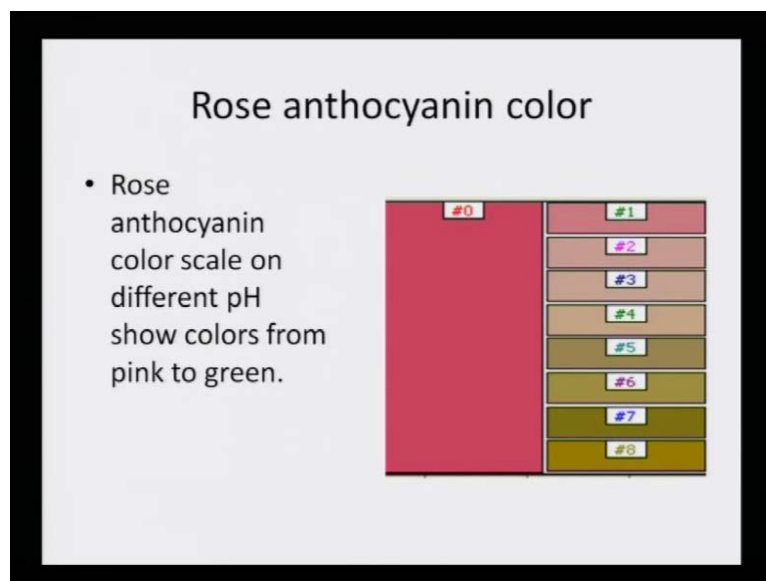 Rose anthocyanin color
• Rose
anthocyanin
color scale on
different pH
show colors from
pink to green.
#0
#1
#2
#3
#4
#5
#6
#7
#8